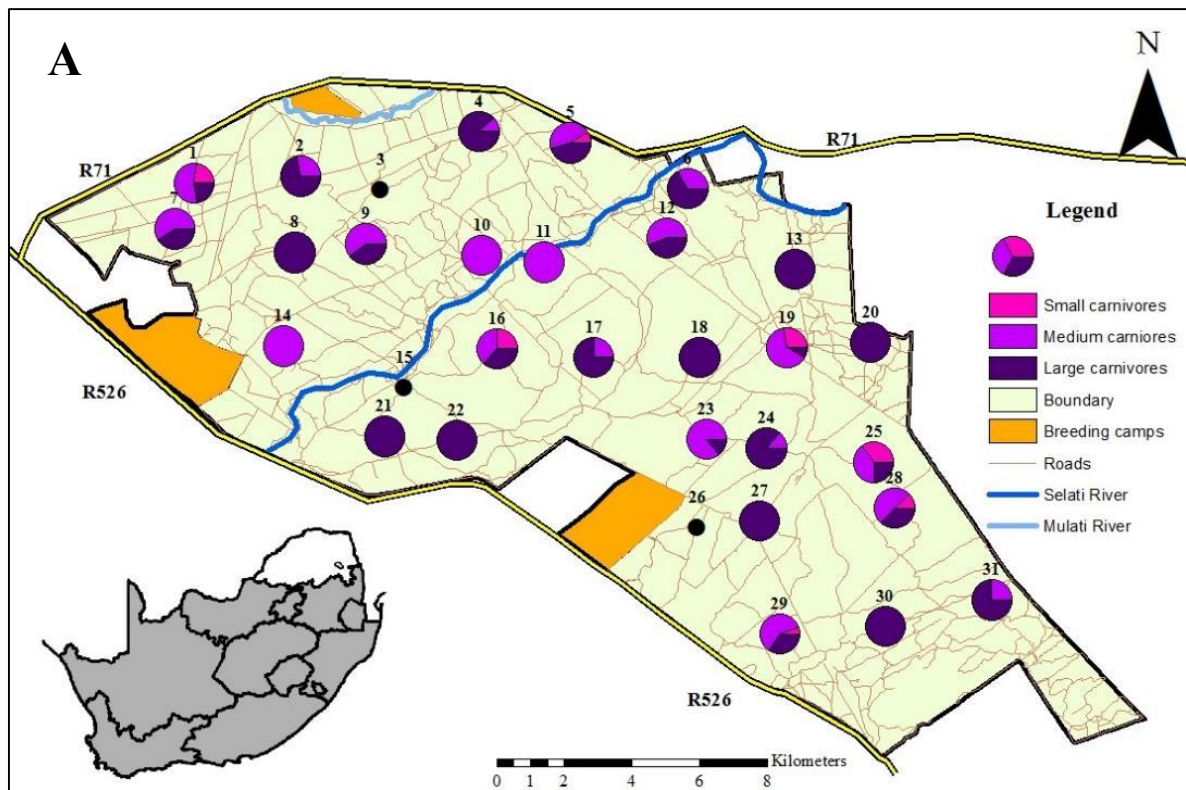 A
N
R71
R71
1
2
3
4
5
6
7
8
9
10
11
12
13
14
15
16
17
18
19
20
21
22
23
24
25
26
27
28
29
30
31
R526
R526
Legend
Small carnivores
Medium carniores
Large carnivores
Boundary
Breeding camps
Roads
Selati River
Mulati River
Kilometers
0 1 2 4 6 8